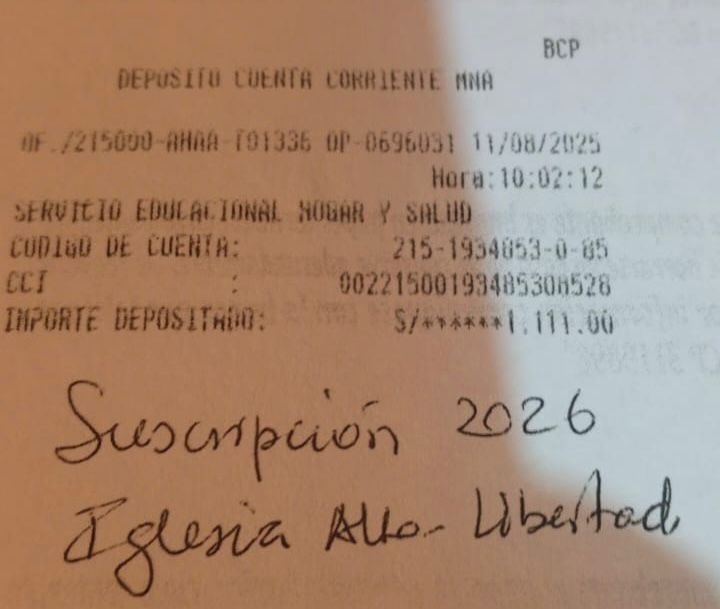 BCP
DEPOSITO CUENTA CORRIENTE MNA
OF./215000-AHAA-T01336 OP-0696031 11/08/2025
Hora:10:02:12
SERVICIO EDUCACIONAL HOGAR Y SALUD
CODIGO DE CUENTA: 215-1934853-0-85
CCI : 00221500193485308528
IMPORTE DEPOSITADO: S/******1,111.00
Suscripción 2026
Iglesia Alto-Libertad